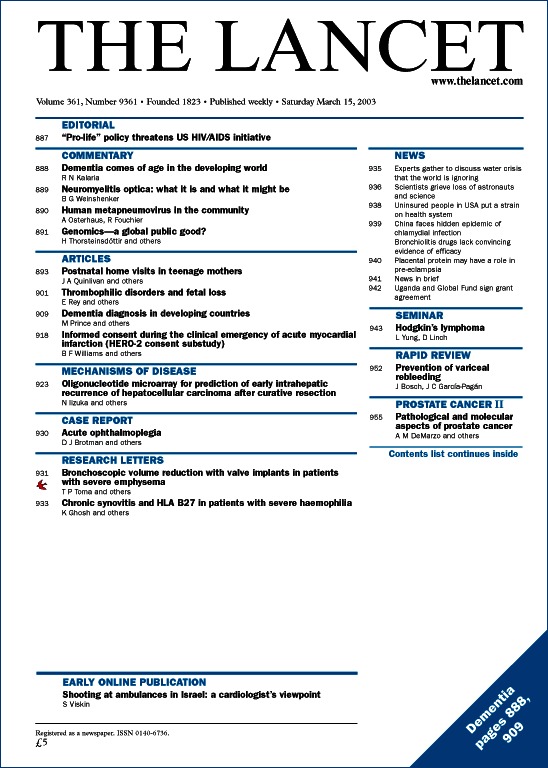 THE LANCET
www.thelancet.com
Volume 361, Number 9361 • Founded 1823 • Published weekly • Saturday March 15, 2003
EDITORIAL
887 “Pro-life” policy threatens US HIV/AIDS initiative
COMMENTARY
888 Dementia comes of age in the developing world
R N Kalaria
889 Neuromyelitis optica: what it is and what it might be
B G Weinshenker
890 Human metapneumovirus in the community
A Osterhaus, R Fouchier
891 Genomics—a global public good?
H Thorsteinsdóttir and others
ARTICLES
893 Postnatal home visits in teenage mothers
J A Quinlivan and others
901 Thrombophilic disorders and fetal loss
E Rey and others
909 Dementia diagnosis in developing countries
M Prince and others
918 Informed consent during the clinical emergency of acute myocardial
infarction (HERO-2 consent substudy)
B F Williams and others
MECHANISMS OF DISEASE
923 Oligonucleotide microarray for prediction of early intrahepatic
recurrence of hepatocellular carcinoma after curative resection
N Iizuka and others
CASE REPORT
930 Acute ophthalmoplegia
D J Brotman and others
RESEARCH LETTERS
931 Bronchoscopic volume reduction with valve implants in patients
with severe emphysema
T P Toma and others
933 Chronic synovitis and HLA B27 in patients with severe haemophilia
K Ghosh and others
NEWS
935 Experts gather to discuss water crisis
that the world is ignoring
936 Scientists grieve loss of astronauts
and science
938 Uninsured people in USA put a strain
on health system
939 China faces hidden epidemic of
chlamydial infection
Bronchiolitis drugs lack convincing
evidence of efficacy
940 Placental protein may have a role in
pre-eclampsia
941 News in brief
942 Uganda and Global Fund sign grant
agreement
SEMINAR
943 Hodgkin's lymphoma
L Yung, D Linch
RAPID REVIEW
952 Prevention of variceal
rebleeding
J Bosch, J C García-Pagán
PROSTATE CANCER II
955 Pathological and molecular
aspects of prostate cancer
A M DeMarzo and others
Contents list continues inside
EARLY ONLINE PUBLICATION
Shooting at ambulances in Israel: a cardiologist's viewpoint
S Viskin
Registered as a newspaper. ISSN 0140-6736.
£5
Dementia
pages 888,
909